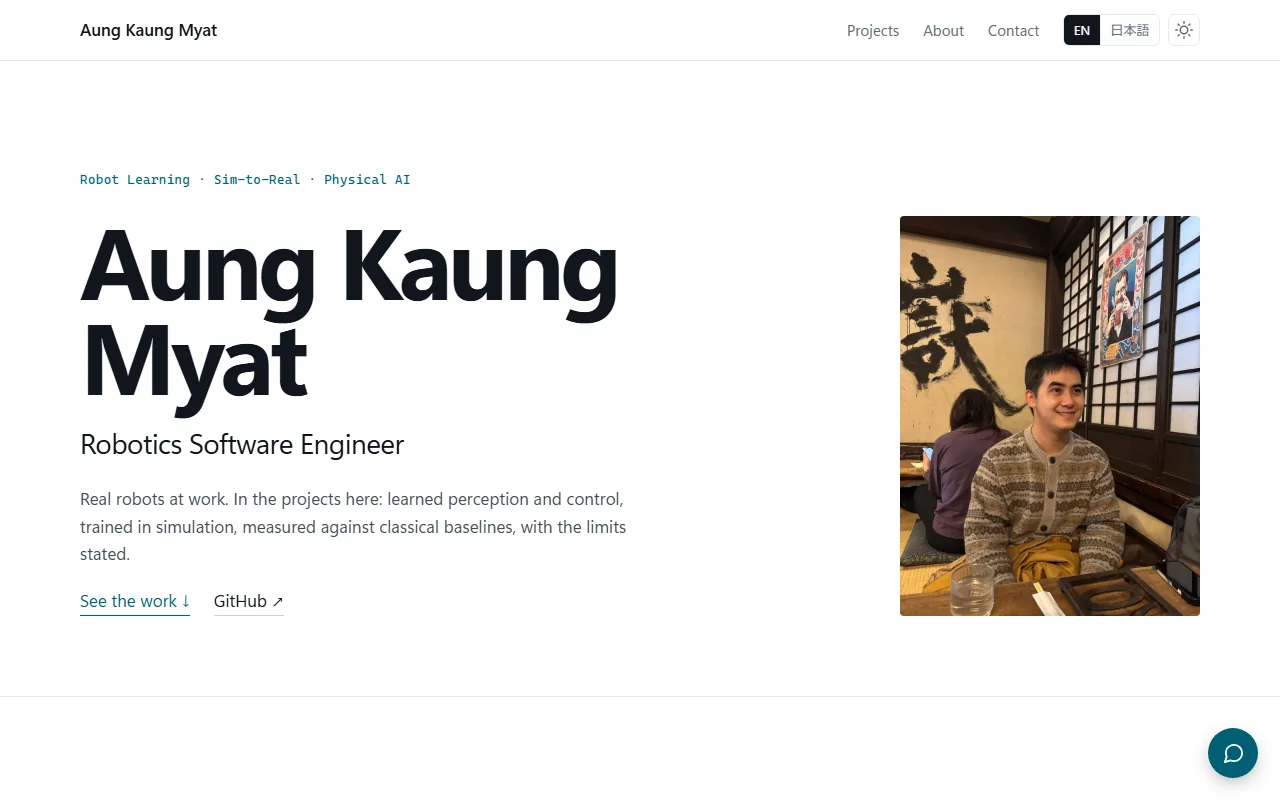 Aung Kaung Myat
Projects
About
Contact
EN
日本語
Robot Learning · Sim-to-Real · Physical AI
Aung Kaung
Myat
Robotics Software Engineer
Real robots at work. In the projects here: learned perception and control,
trained in simulation, measured against classical baselines, with the limits
stated.
See the work ↓
GitHub ↗